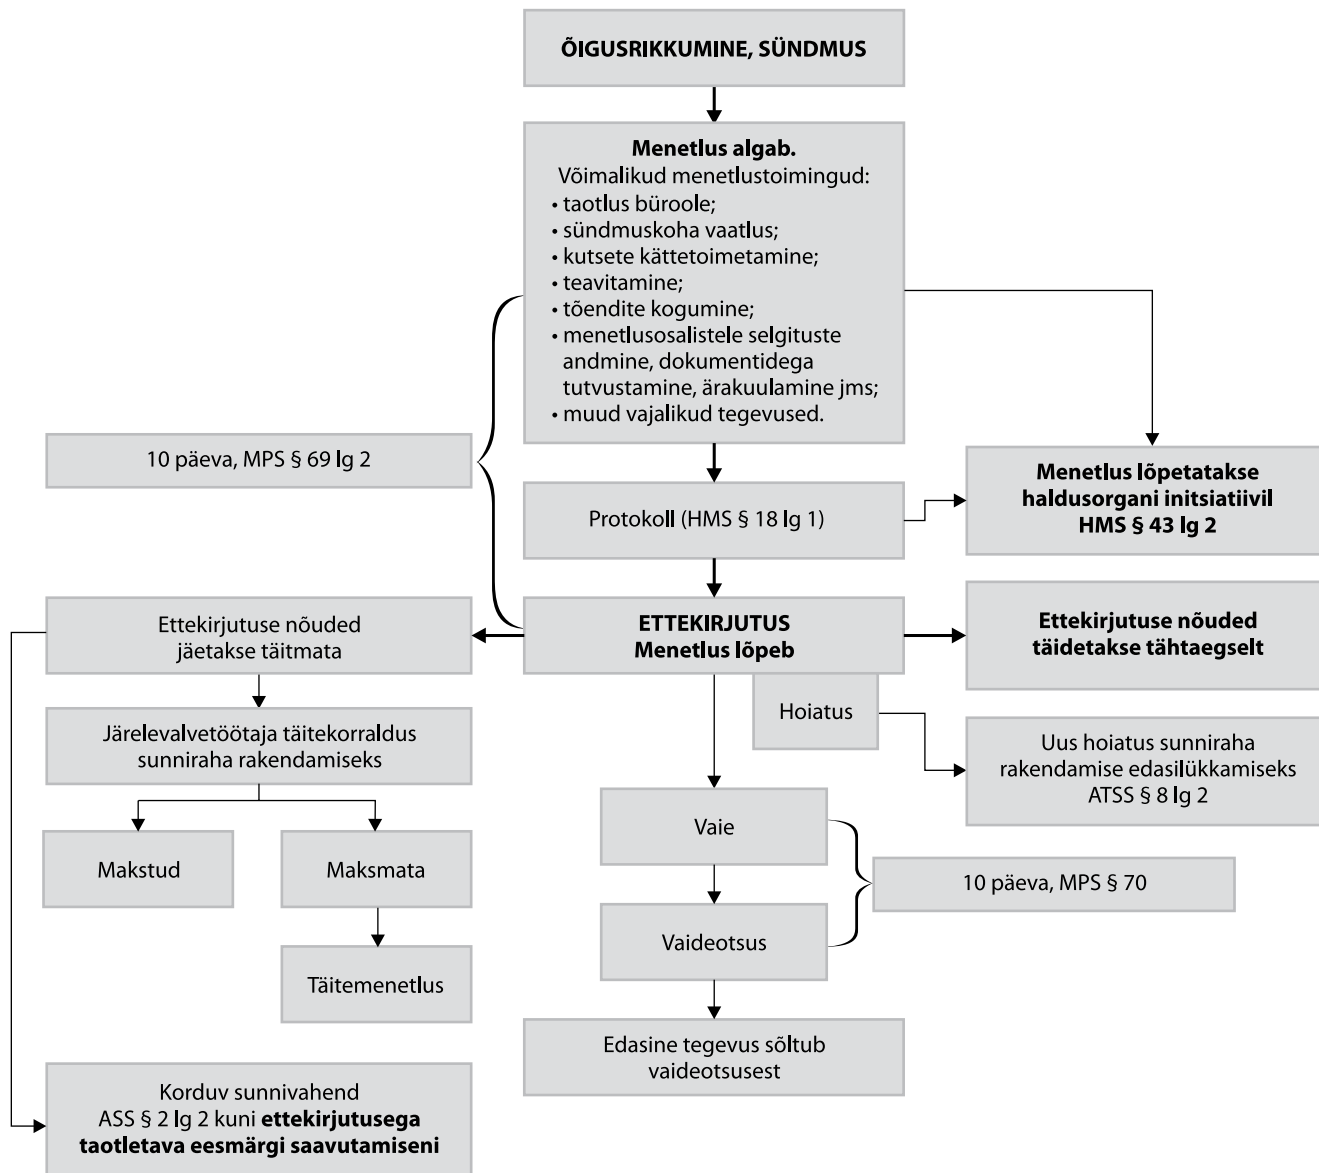 ÕIGUSRIKKUMINE, SÜNDMUS
Menetlus algab.
Võimalikud menetlustoimingud:
• taotlus büroole;
• sündmuskoha vaatlus;
• kutsete kättetoimetamine;
• teavitamine;
• tõendite kogumine;
• menetlusosalistele selgituste
andmine, dokumentidega
tutvustamine, ärakuulamine jms;
• muud vajalikud tegevused.
10 päeva, MPS § 69 lg 2
Protokoll (HMS § 18 lg 1)
Menetlus lõpetatakse
haldusorgani initsiatiivil
HMS § 43 lg 2
Ettekirjutuse nõuded
jäetakse täitmata
ETTEKIRJUTUS
Menetlus lõpeb
Ettekirjutuse nõuded
täidetakse tähtaegselt
Hoiatus
Järelevalvetöötaja täitekorraldus
sunniraha rakendamiseks
Uus hoiatus sunniraha
rakendamise edasilükkamiseks
ATSS § 8 lg 2
Makstud
Maksmata
Vaie
10 päeva, MPS § 70
Vaideotsus
Täitemenetlus
Edasine tegevus sõltub
vaideotsusest
Korduv sunnivahend
ASS § 2 lg 2 kuni ettekirjutusega
taotletava eesmärgi saavutamiseni